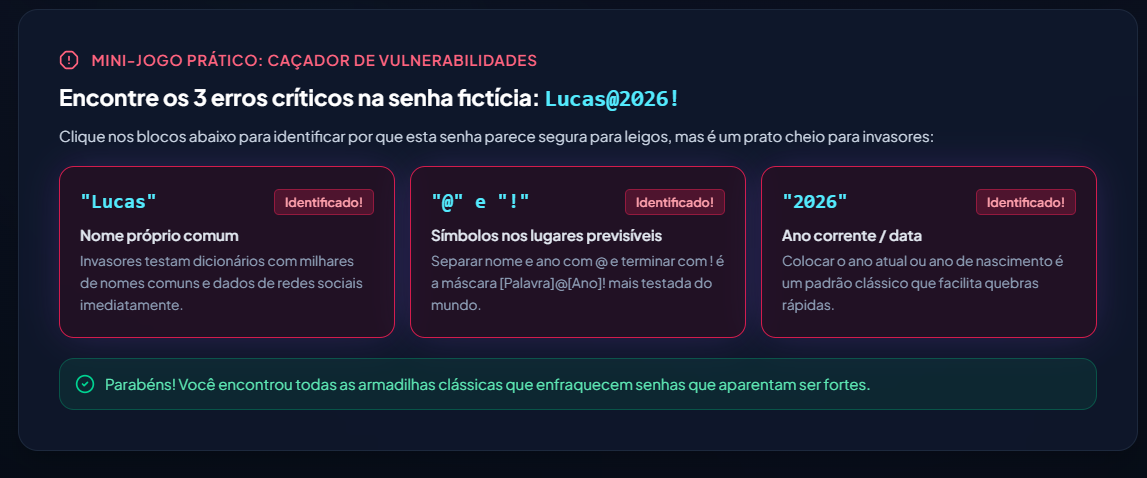 MINI-JOGO PRÁTICO: CAÇADOR DE VULNERABILIDADES
Encontre os 3 erros críticos na senha fictícia: Lucas@2026!
Clique nos blocos abaixo para identificar por que esta senha parece segura para leigos, mas é um prato cheio para invasores:
"Lucas"
Identificado!
Nome próprio comum
Invasores testam dicionários com milhares
de nomes comuns e dados de redes sociais
imediatamente.
"@" e "!"
Identificado!
Símbolos nos lugares previsíveis
Separar nome e ano com @ e terminar com ! é
a máscara [Palavra]@[Ano]! mais testada do
mundo.
"2026"
Identificado!
Ano corrente / data
Colocar o ano atual ou ano de nascimento é
um padrão clássico que facilita quebras
rápidas.
Parabéns! Você encontrou todas as armadilhas clássicas que enfraquecem senhas que aparentam ser fortes.